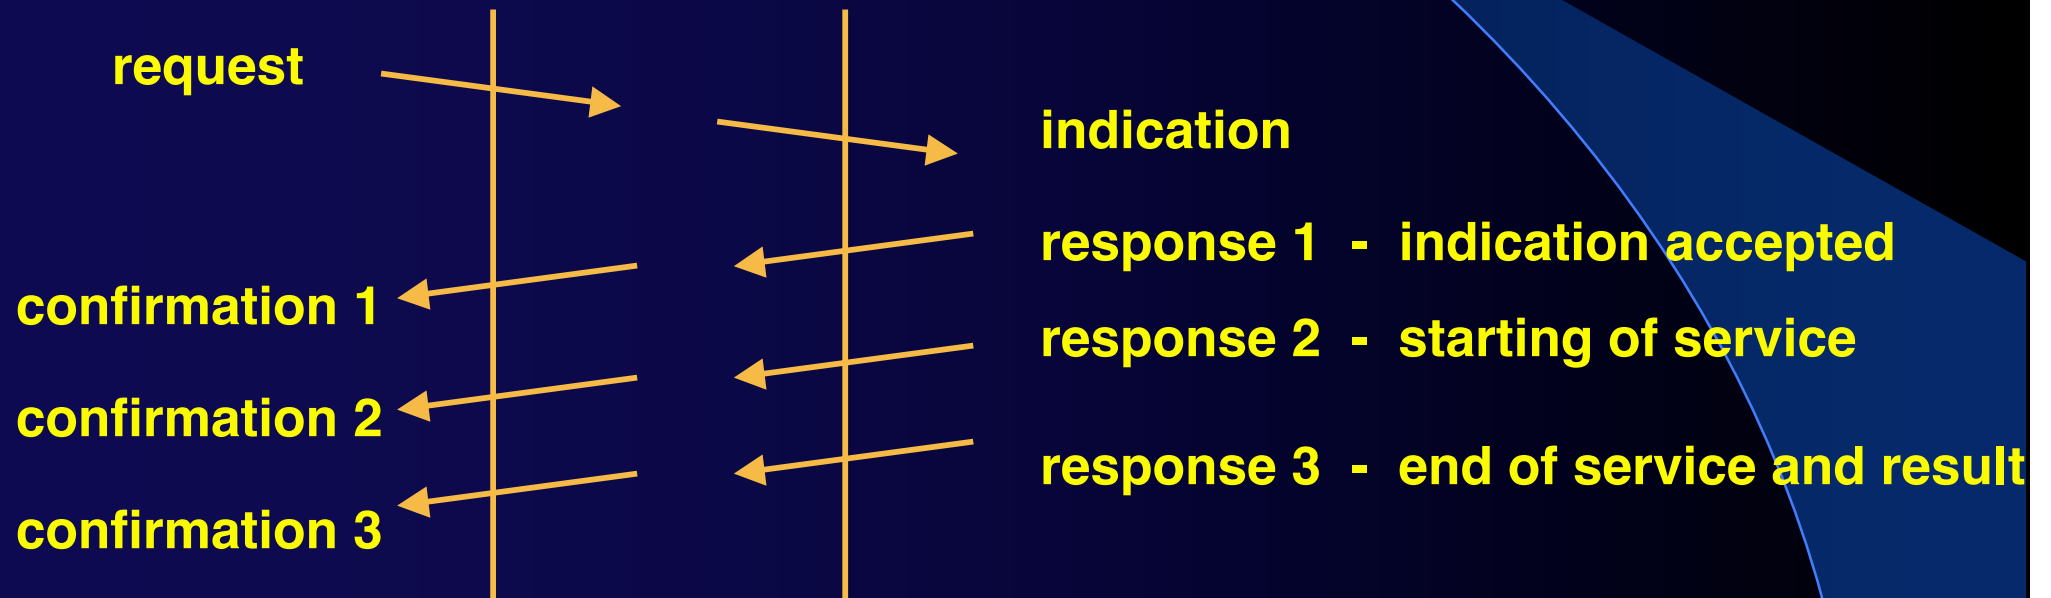 request
indication
response 1 - indication accepted
confirmation 1
response 2 - starting of service
confirmation 2
response 3 - end of service and result
confirmation 3